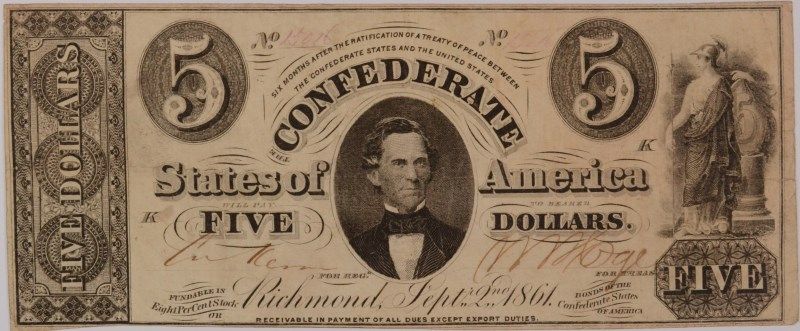 FIVE DOLLARS
5
No
No
5
SIX MONTHS AFTER THE RATIFICATION OF A TREATY OF PEACE BETWEEN
THE CONFEDERATE STATES AND THE UNITED STATES
THE
CONFEDERATE
K
5
States of America
WILL PAY TO BEARER
K
FIVE DOLLARS.
FOR REGR.
FOR TREAS
FIVE
FUNDABLE IN
Eight Per Cent Stock
OR
Richmond, Septr. 2nd 1861.
BONDS OF THE
Confederate States
OF AMERICA
RECEIVABLE IN PAYMENT OF ALL DUES EXCEPT EXPORT DUTIES.